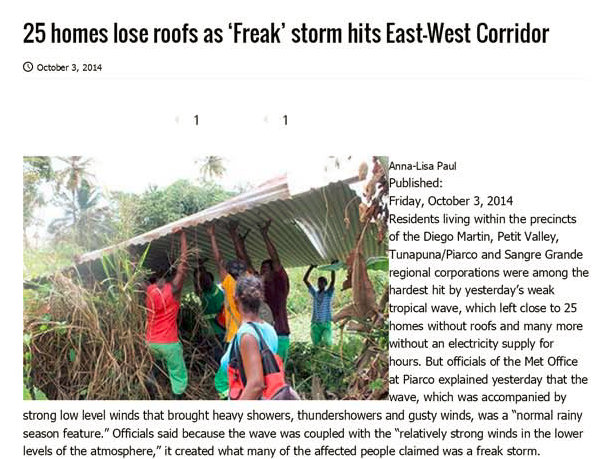 25 homes lose roofs as ‘Freak’ storm hits East-West Corridor
October 3, 2014
1 1
Anna-Lisa Paul
Published:
Friday, October 3, 2014
Residents living within the precincts
of the Diego Martin, Petit Valley,
Tunapuna/Piarco and Sangre Grande
regional corporations were among the
hardest hit by yesterday’s weak
tropical wave, which left close to 25
homes without roofs and many more
without an electricity supply for
hours. But officials of the Met Office
at Piarco explained yesterday that the
wave, which was accompanied by
strong low level winds that brought heavy showers, thundershowers and gusty winds, was a “normal rainy
season feature.” Officials said because the wave was coupled with the “relatively strong winds in the lower
levels of the atmosphere,” it created what many of the affected people claimed was a freak storm.